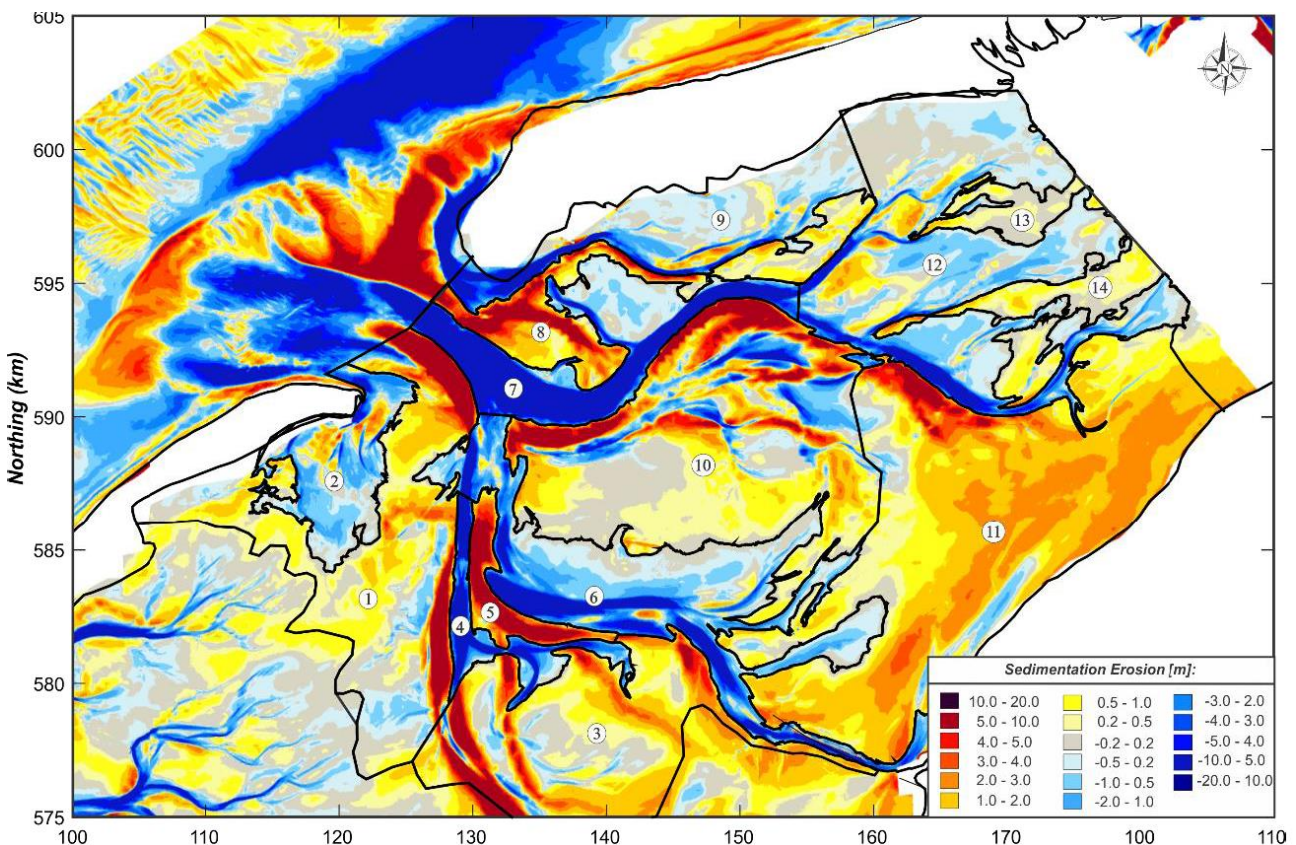 605
600
595
590
585
580
575
Northing (km)
N
9
13
12
14
8
7
10
2
11
1
6
5
4
3
Sedimentation Erosion [m]:
10.0 - 20.0 0.5 - 1.0 -3.0 - 2.0
5.0 - 10.0 0.2 - 0.5 -4.0 - 3.0
4.0 - 5.0 -0.2 - 0.2 -5.0 - 4.0
3.0 - 4.0 -0.5 - 0.2 -10.0 - 5.0
2.0 - 3.0 -1.0 - 0.5 -20.0 - 10.0
1.0 - 2.0 -2.0 - 1.0
100 110 120 130 140 150 160 170 100 110